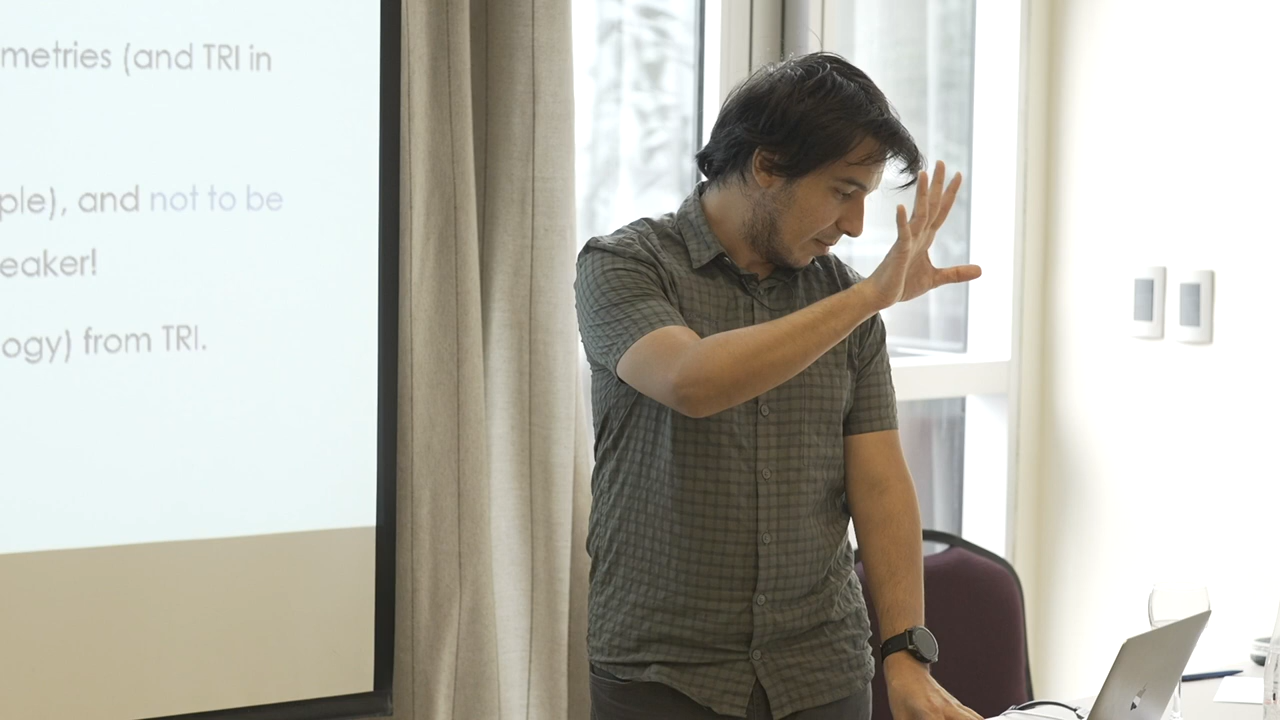 metries (and TRI in
ple), and not to be
eaker!
ogy) from TRI.